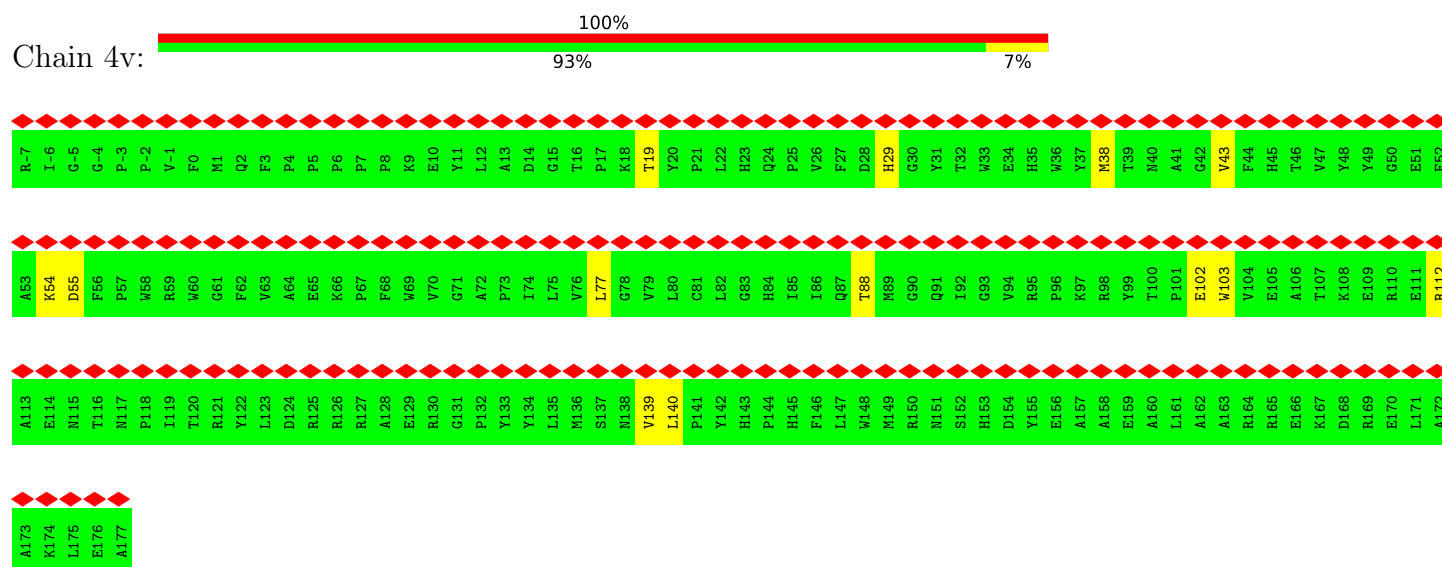 100%
Chain 4v:
93% 7%
R-7 I-6 G-5 G-4 P-3 P-2 V-1 F0 M1 Q2 F3 P4 P5 P6 P7 P8 K9 E10 Y11 L12 A13 D14 G15 T16 P17 K18 T19 Y20 P21 L22 H23 Q24 P25 V26 F27 D28 H29 G30 Y31 T32 W33 E34 H35 W36 Y37 M38 T39 N40 A41 G42 V43 F44 H45 T46 V47 Y48 Y49 G50 E51 E52
A53 K54 D55 F56 P57 W58 R59 W60 G61 F62 V63 A64 E65 K66 P67 F68 W69 V70 G71 A72 P73 I74 L75 V76 L77 G78 V79 L80 C81 L82 G83 H84 I85 I86 Q87 T88 M89 G90 Q91 I92 G93 V94 R95 P96 K97 R98 Y99 T100 P101 E102 W103 V104 E105 A106 T107 K108 E109 R110 E111 R112
A113 E114 N115 T116 N117 P118 I119 T120 R121 Y122 L123 D124 R125 R126 R127 A128 E129 R130 G131 P132 Y133 Y134 L135 M136 S137 N138 V139 L140 P141 Y142 H143 P144 H145 F146 L147 W148 M149 R150 N151 S152 H153 D154 Y155 E156 A157 A158 E159 A160 L161 A162 A163 R164 R165 E166 K167 D168 R169 E170 L171 A172
A173 K174 L175 E176 A177